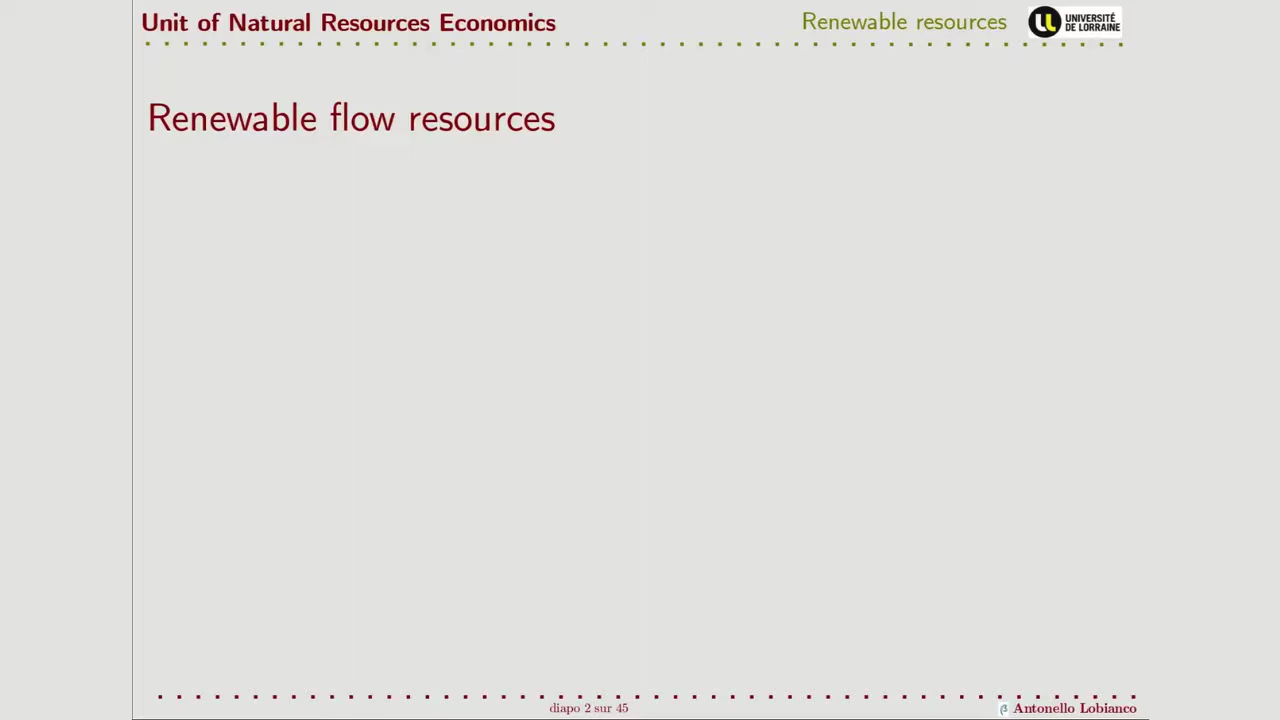 Unit of Natural Resources Economics
Renewable resources
UNIVERSITÉ
DE LORRAINE
Renewable flow resources
diapo 2 sur 45
β Antonello Lobianco